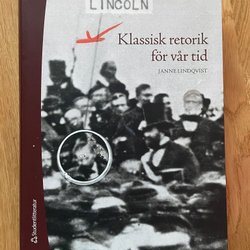 LINCOLN
Klassisk retorik
för vår tid
JANNE LINDQVIST
Studentlitteratur